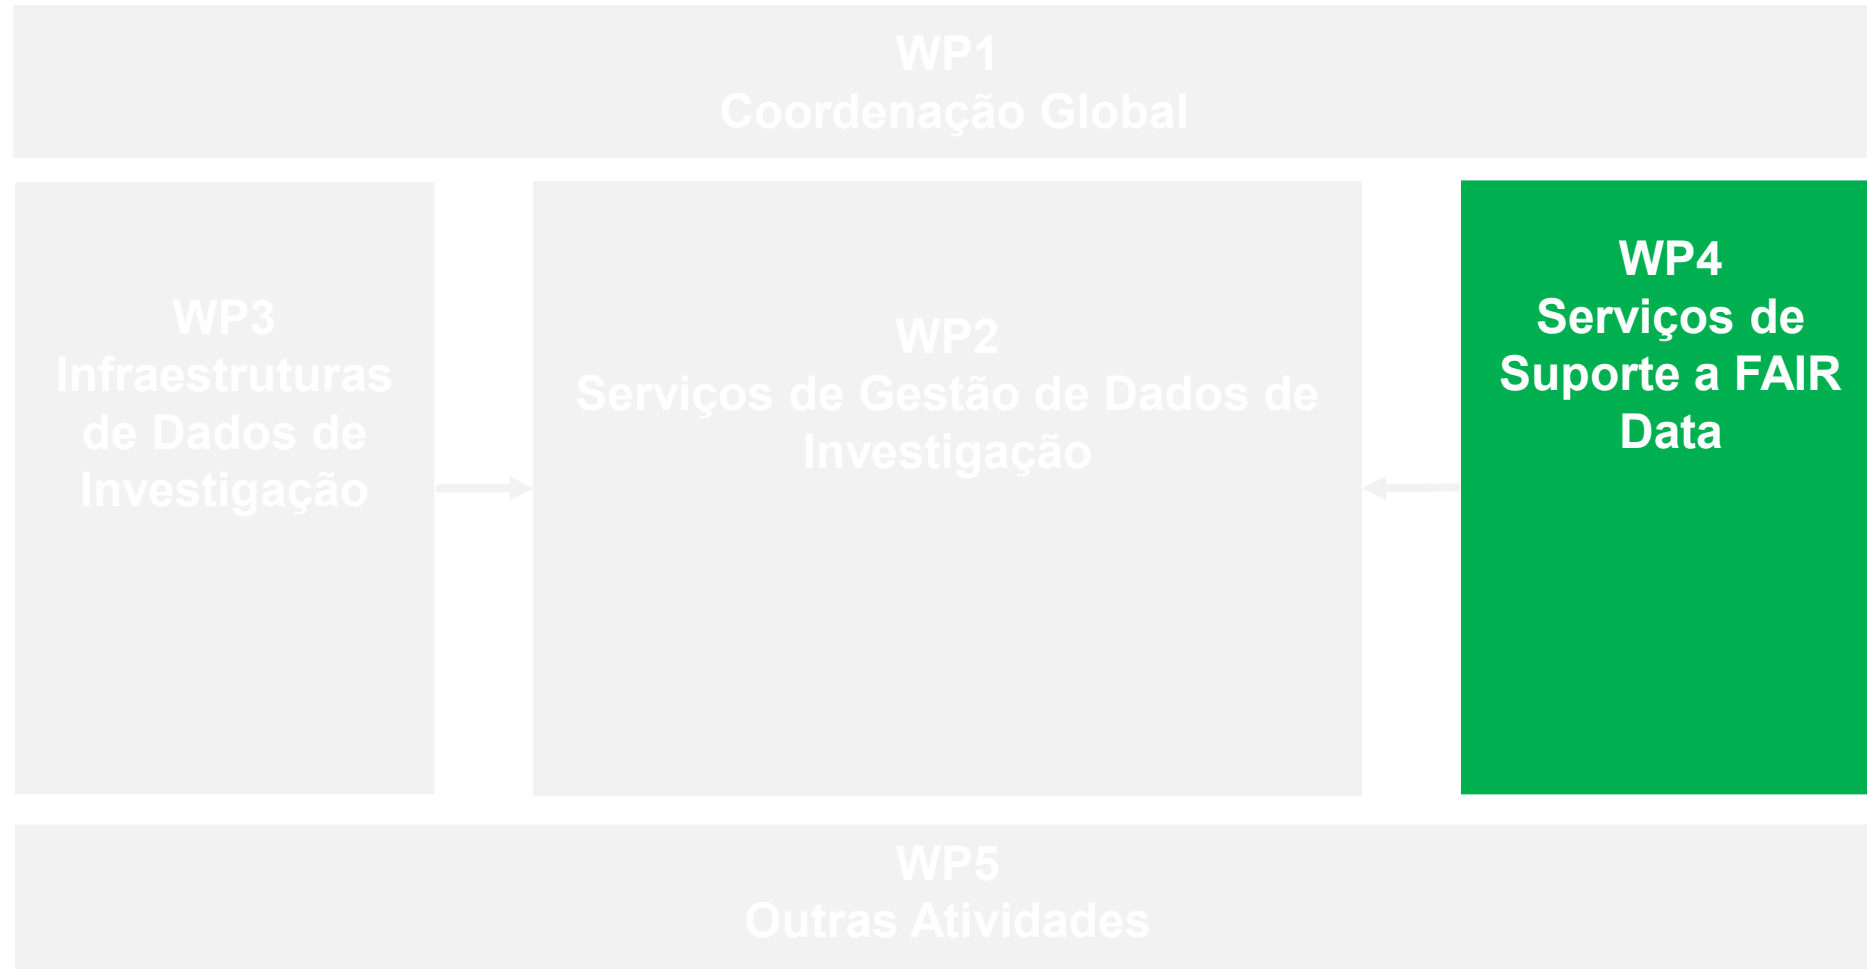 WP1
Coordenação Global
WP3
Infraestruturas
de Dados de
Investigação
WP2
Serviços de Gestão de Dados de
Investigação
WP4
Serviços de
Suporte a FAIR
Data
WP5
Outras Atividades